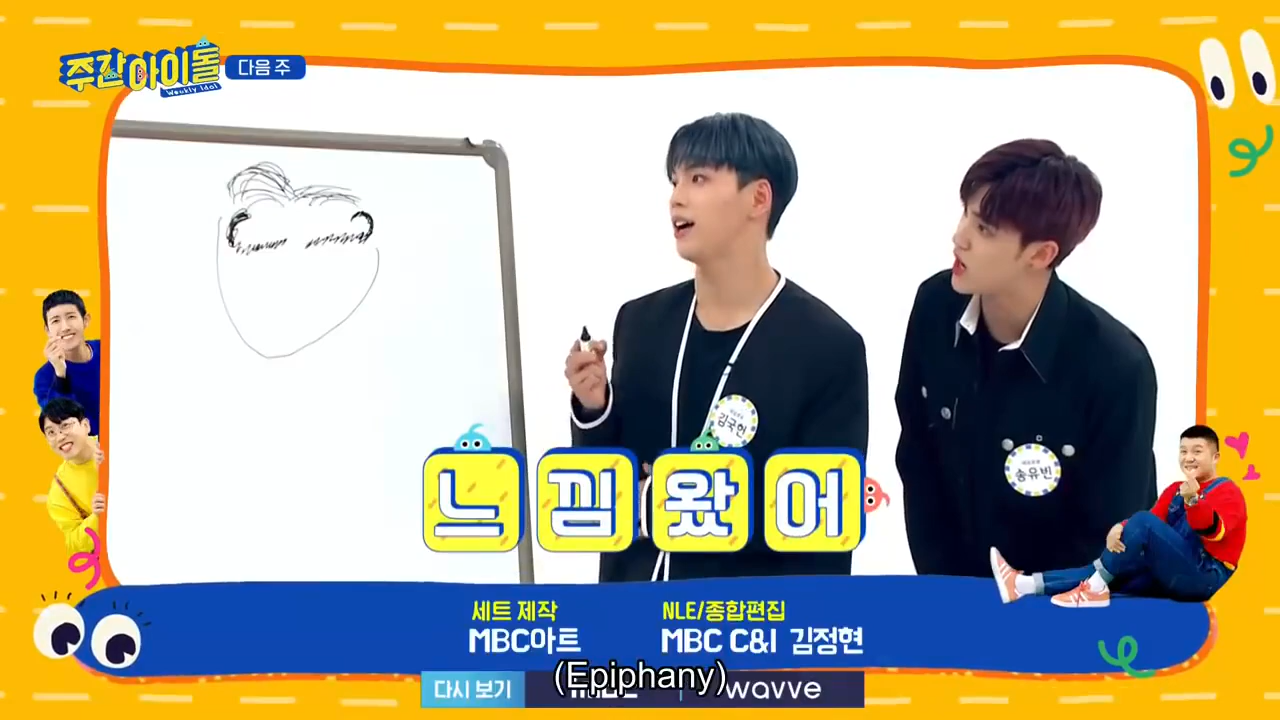 주간아이돌
Weekly Idol
다음 주
김국헌
송유빈
느낌 왔어
세트 제작
MBC아트
NLE/종합편집
MBC C&I 김정현
(Epiphany)
다시 보기
wavve